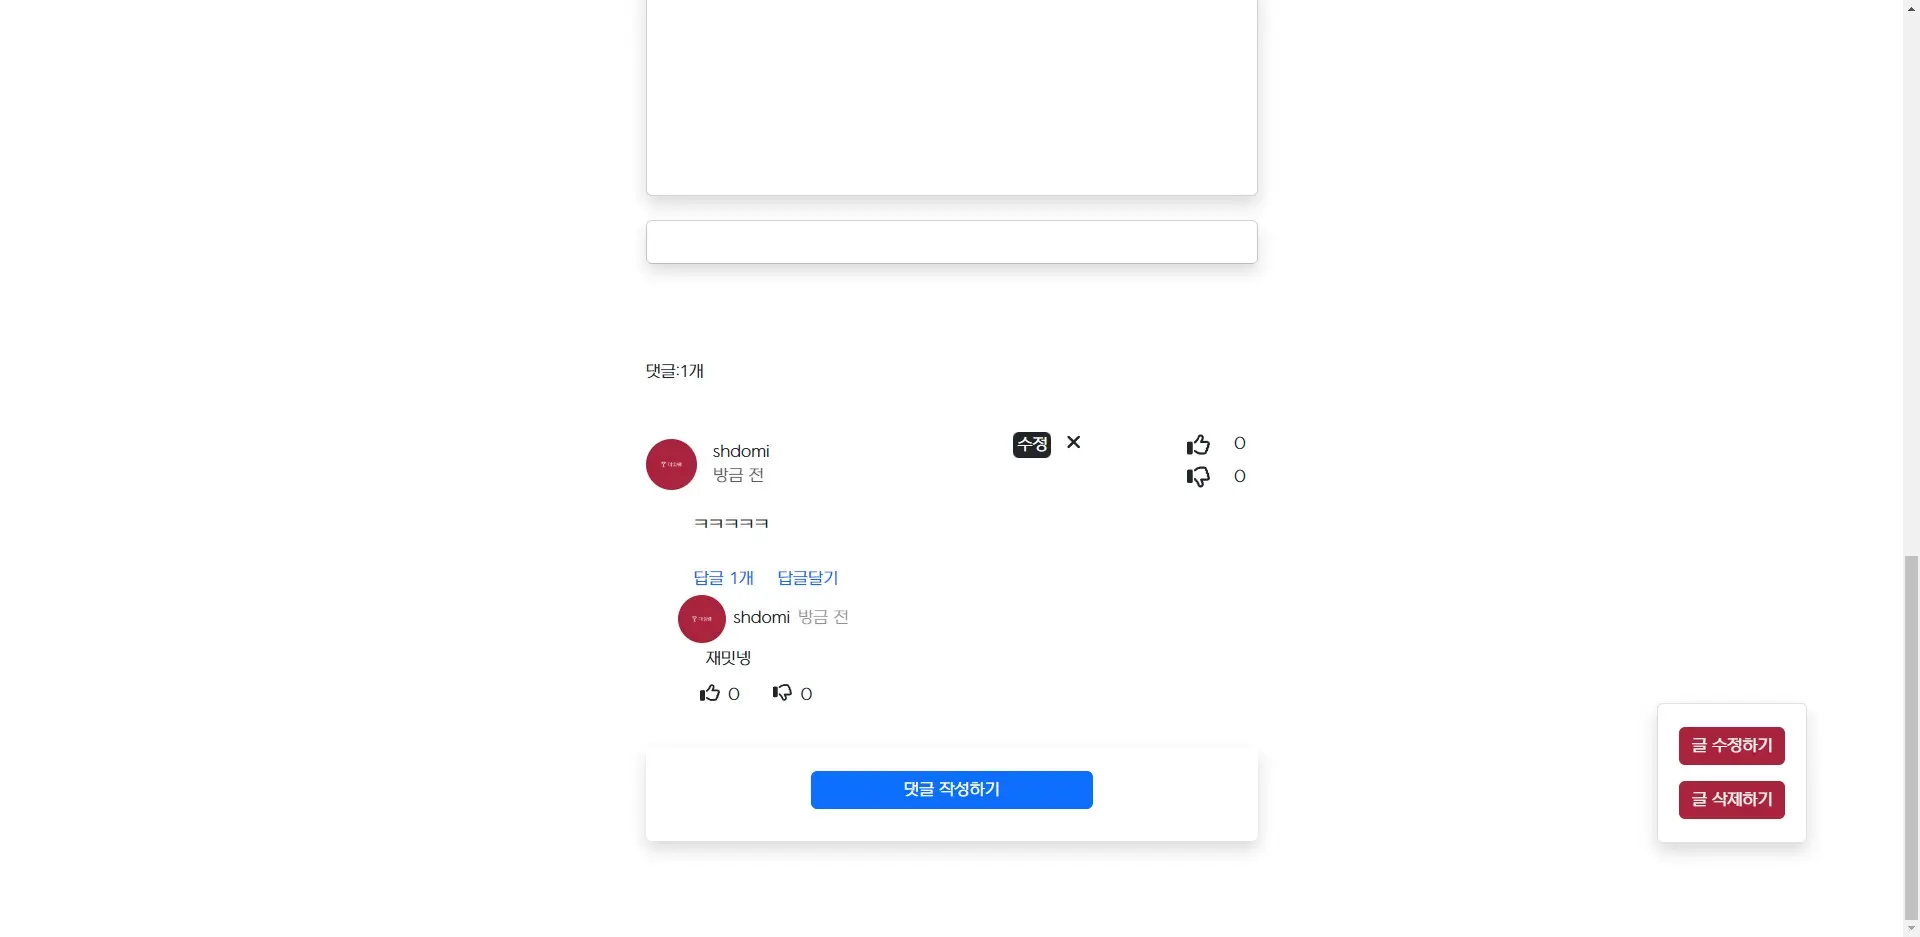 댓글:1개
shdomi
방금 전
수정
0
0
ㅋㅋㅋㅋㅋ
답글 1개 답글달기
shdomi 방금 전
재밋넹
0 0
댓글 작성하기
글 수정하기
글 삭제하기